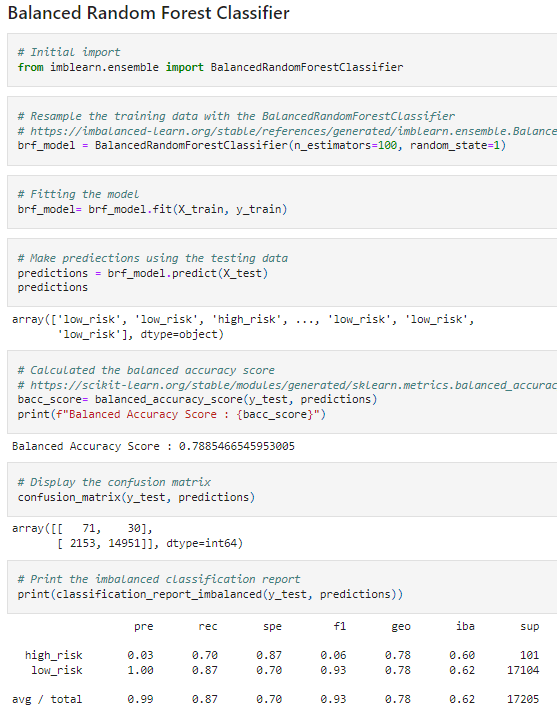 Balanced Random Forest Classifier
# Initial import
from imblearn.ensemble import BalancedRandomForestClassifier
# Resample the training data with the BalancedRandomForestClassifier
# https://imbalanced-learn.org/stable/references/generated/imblearn.ensemble.Balance
brf_model = BalancedRandomForestClassifier(n_estimators=100, random_state=1)
# Fitting the model
brf_model= brf_model.fit(X_train, y_train)
# Make prediections using the testing data
predictions = brf_model.predict(X_test)
predictions
array(['low_risk', 'low_risk', 'high_risk', ..., 'low_risk', 'low_risk',
'low_risk'], dtype=object)
# Calculated the balanced accuracy score
# https://scikit-learn.org/stable/modules/generated/sklearn.metrics.balanced_accurac
bacc_score= balanced_accuracy_score(y_test, predictions)
print(f"Balanced Accuracy Score : {bacc_score}")
Balanced Accuracy Score : 0.7885466545953005
# Display the confusion matrix
confusion_matrix(y_test, predictions)
array([[ 71, 30],
[ 2153, 14951]], dtype=int64)
# Print the imbalanced classification report
print(classification_report_imbalanced(y_test, predictions))
pre rec spe f1 geo iba sup
high_risk 0.03 0.70 0.87 0.06 0.78 0.60 101
low_risk 1.00 0.87 0.70 0.93 0.78 0.62 17104
avg / total 0.99 0.87 0.70 0.93 0.78 0.62 17205